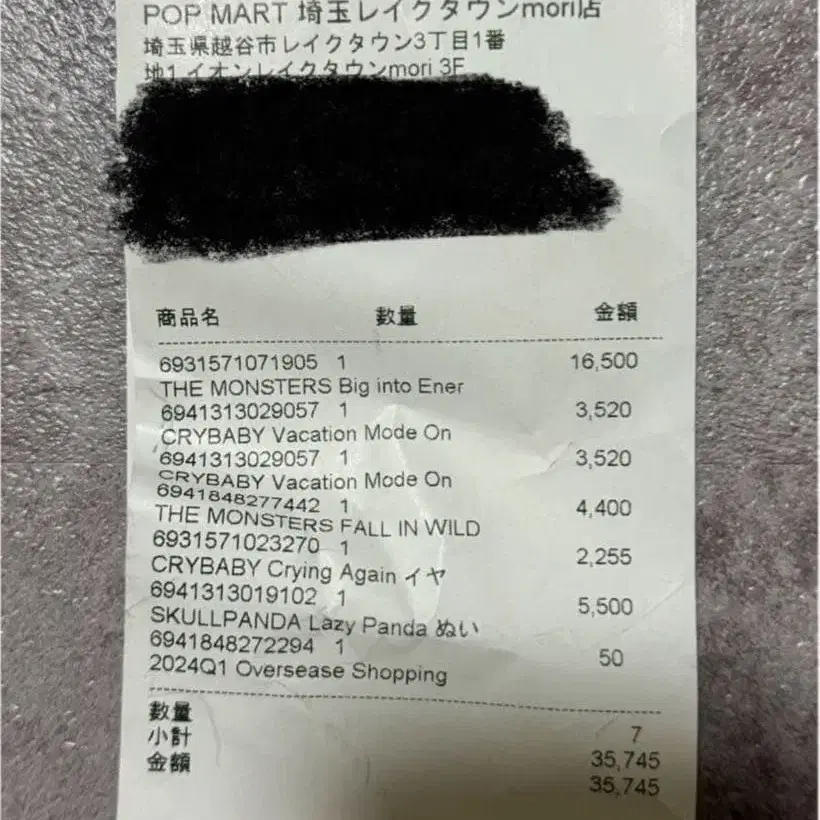 POP MART 埼玉レイクタウンmori店
埼玉県越谷市レイクタウン3丁目1番
地1 イオンレイクタウンmori 3F
商品名 数量 金額
6931571071905 1 16,500
THE MONSTERS Big into Ener
6941313029057 1 3,520
CRYBABY Vacation Mode On
6941313029057 1 3,520
CRYBABY Vacation Mode On
6941848277442 1 4,400
THE MONSTERS FALL IN WILD
6931571023270 1 2,255
CRYBABY Crying Again イヤ
6941313019102 1 5,500
SKULLPANDA Lazy Panda ぬい
6941848272294 1 50
2024Q1 Oversease Shopping
数量 7
小計 35,745
金額 35,745